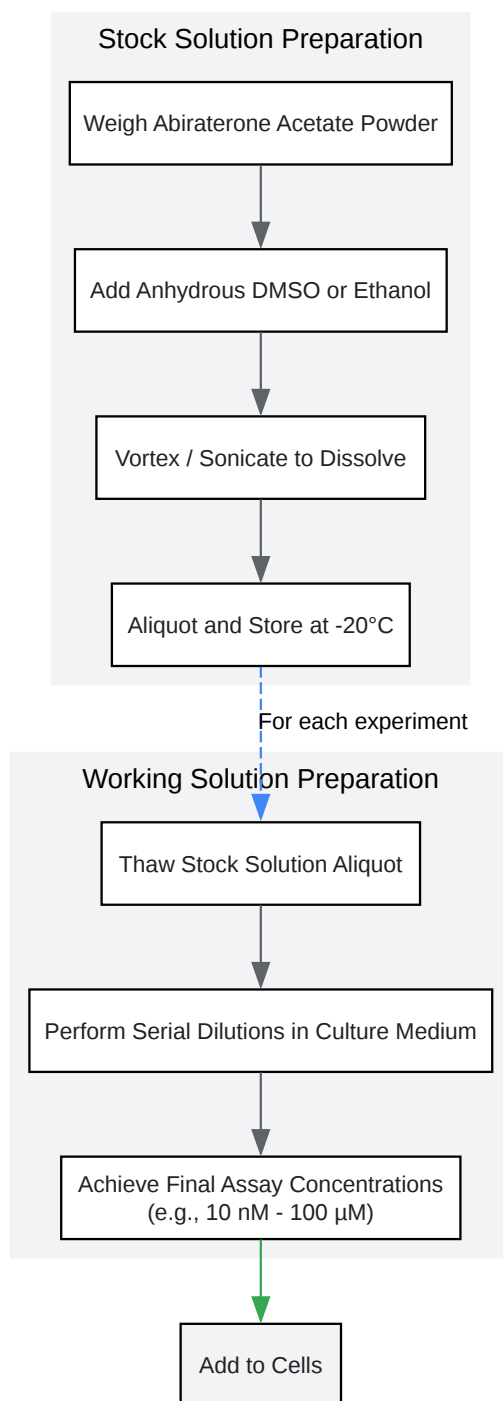 Stock Solution Preparation
Weigh Abiraterone Acetate Powder
Add Anhydrous DMSO or Ethanol
Vortex / Sonicate to Dissolve
Aliquot and Store at -20°C
For each experiment
Working Solution Preparation
Thaw Stock Solution Aliquot
Perform Serial Dilutions in Culture Medium
Achieve Final Assay Concentrations
(e.g., 10 nM - 100 µM)
Add to Cells